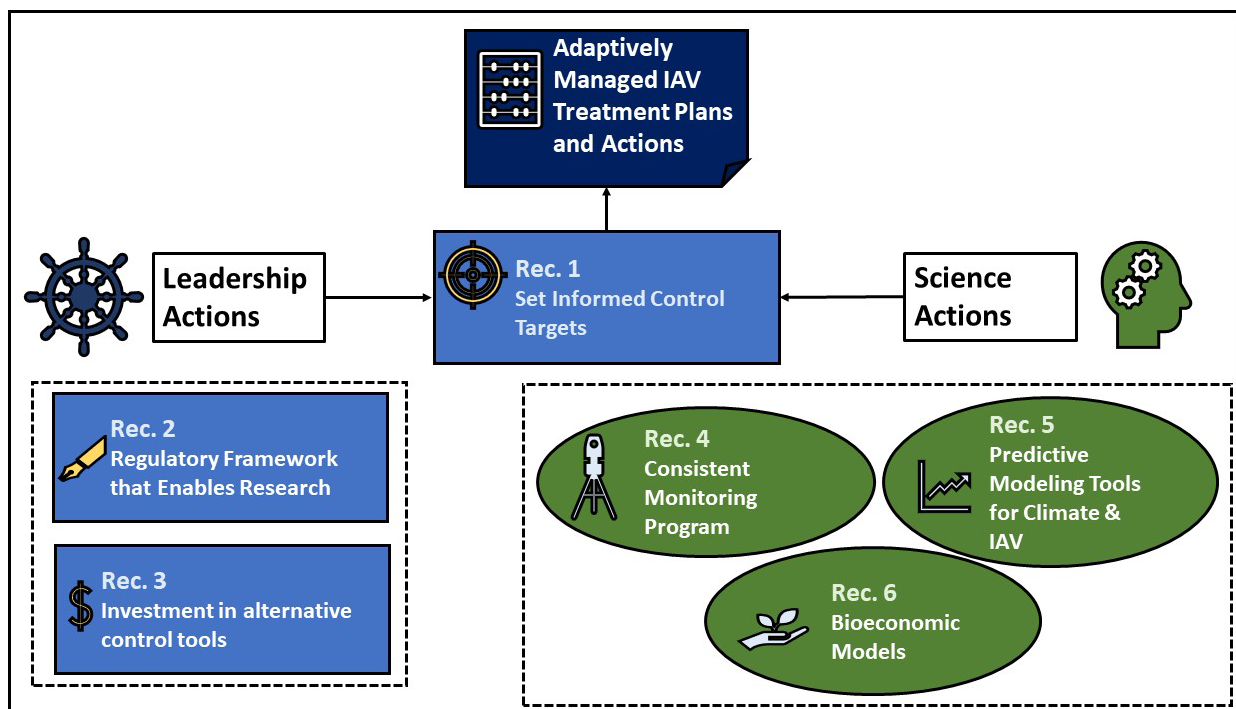 Adaptively
Managed IAV
Treatment Plans
and Actions
Leadership
Actions
Rec. 1
Set Informed Control
Targets
Science
Actions
Rec. 2
Regulatory Framework
that Enables Research
Rec. 3
Investment in alternative
control tools
Rec. 4
Consistent
Monitoring
Program
Rec. 5
Predictive
Modeling Tools
for Climate &
IAV
Rec. 6
Bioeconomic
Models